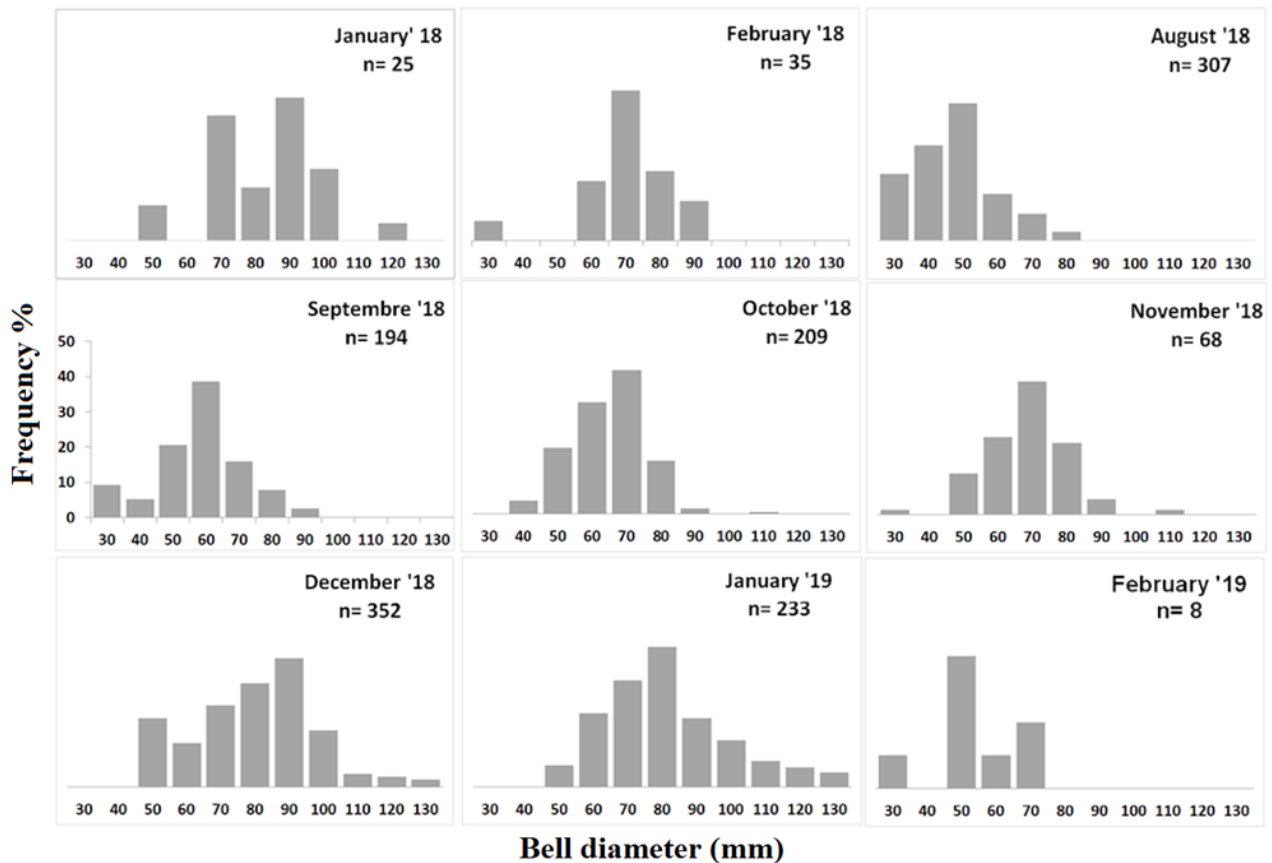 January' 18
n= 25
30 40 50 60 70 80 90 100 110 120 130
February '18
n= 35
30 40 50 60 70 80 90 100 110 120 130
August '18
n= 307
30 40 50 60 70 80 90 100 110 120 130
Frequency %
Septembre '18
n= 194
50
40
30
20
10
0
30 40 50 60 70 80 90 100 110 120 130
October '18
n= 209
30 40 50 60 70 80 90 100 110 120 130
November '18
n= 68
30 40 50 60 70 80 90 100 110 120 130
December '18
n= 352
30 40 50 60 70 80 90 100 110 120 130
January '19
n= 233
30 40 50 60 70 80 90 100 110 120 130
February '19
n= 8
30 40 50 60 70 80 90 100 110 120 130
Bell diameter (mm)